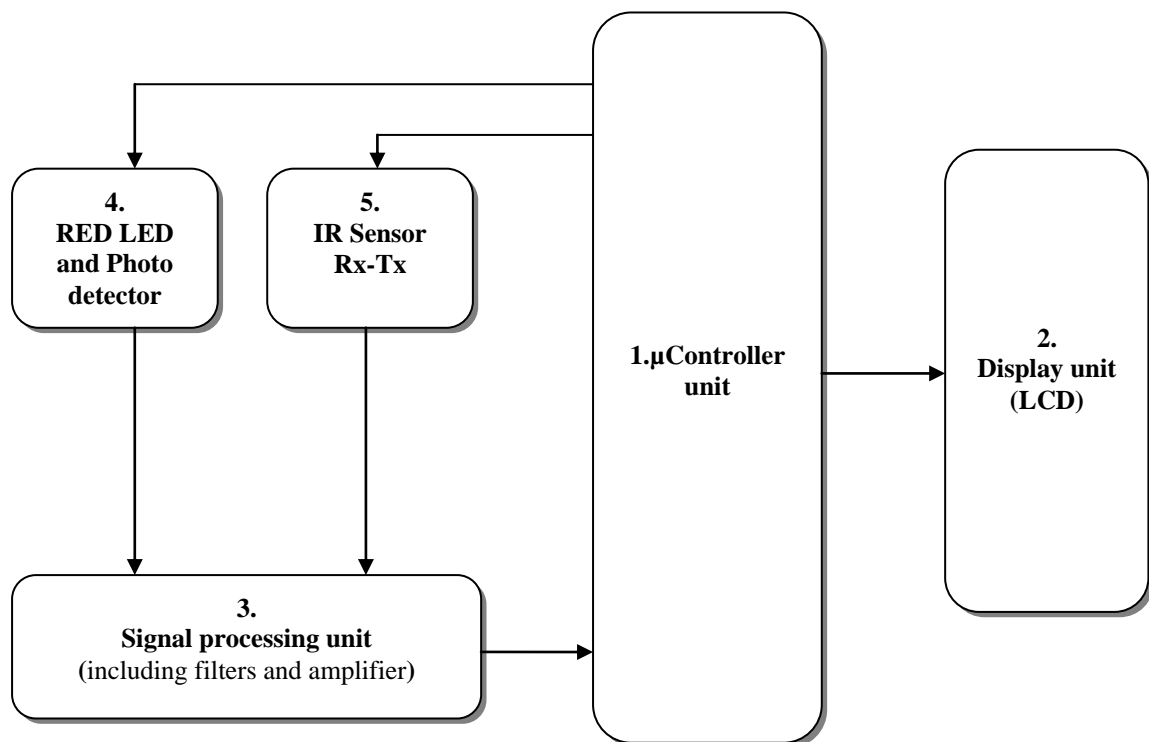 4.
RED LED
and Photo
detector
5.
IR Sensor
Rx-Tx
1.µController
unit
2.
Display unit
(LCD)
3.
Signal processing unit
(including filters and amplifier)